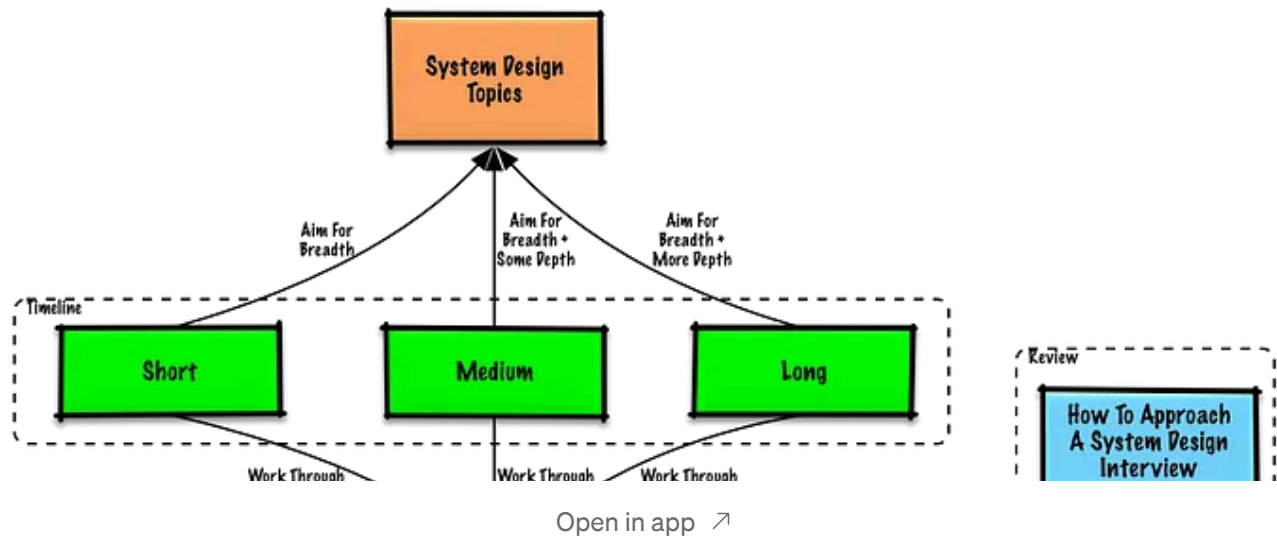 System Design
Topics
Aim For
Breadth
Aim For
Breadth +
Some Depth
Aim For
Breadth +
More Depth
Timeline
Short
Medium
Long
Review
How To Approach
A System Design
Interview
Work Through
Work Through
Work Through
Open in app ↗